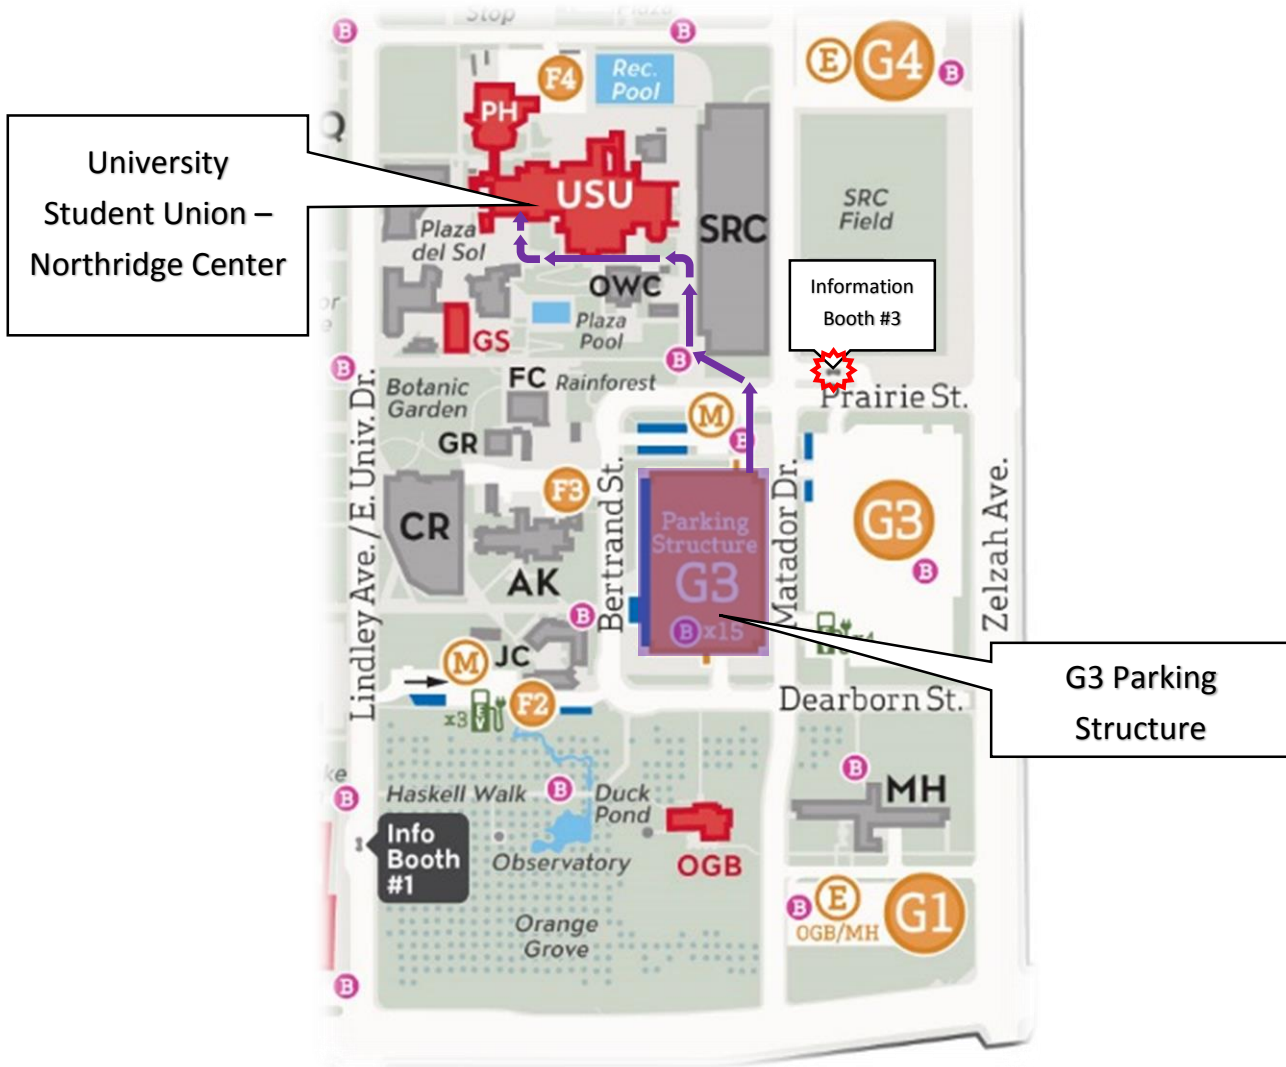 Stop
Plaza
B
B
E
G4
B
F4
Rec.
Pool
PH
Q
University
Student Union –
Northridge Center
USU
SRC
SRC
Field
Plaza
del Sol
OWC
Information
Booth #3
Plaza
Pool
GS
B
B
Botanic
Garden
FC
Rainforest
Prairie St.
M
B
GR
F3
CR
AK
Lindley Ave. / E. Univ. Dr.
Bertrand St.
Parking
Structure
G3
B x15
Matador Dr.
G3
B
Zelzah Ave.
B
JC
M
x3
EV
F2
Dearborn St.
G3 Parking
Structure
B
MH
ke
B
Haskell Walk
B
Duck
Pond
Info
Booth
#1
Observatory
OGB
Orange
Grove
B
E
OGB/MH
G1
B